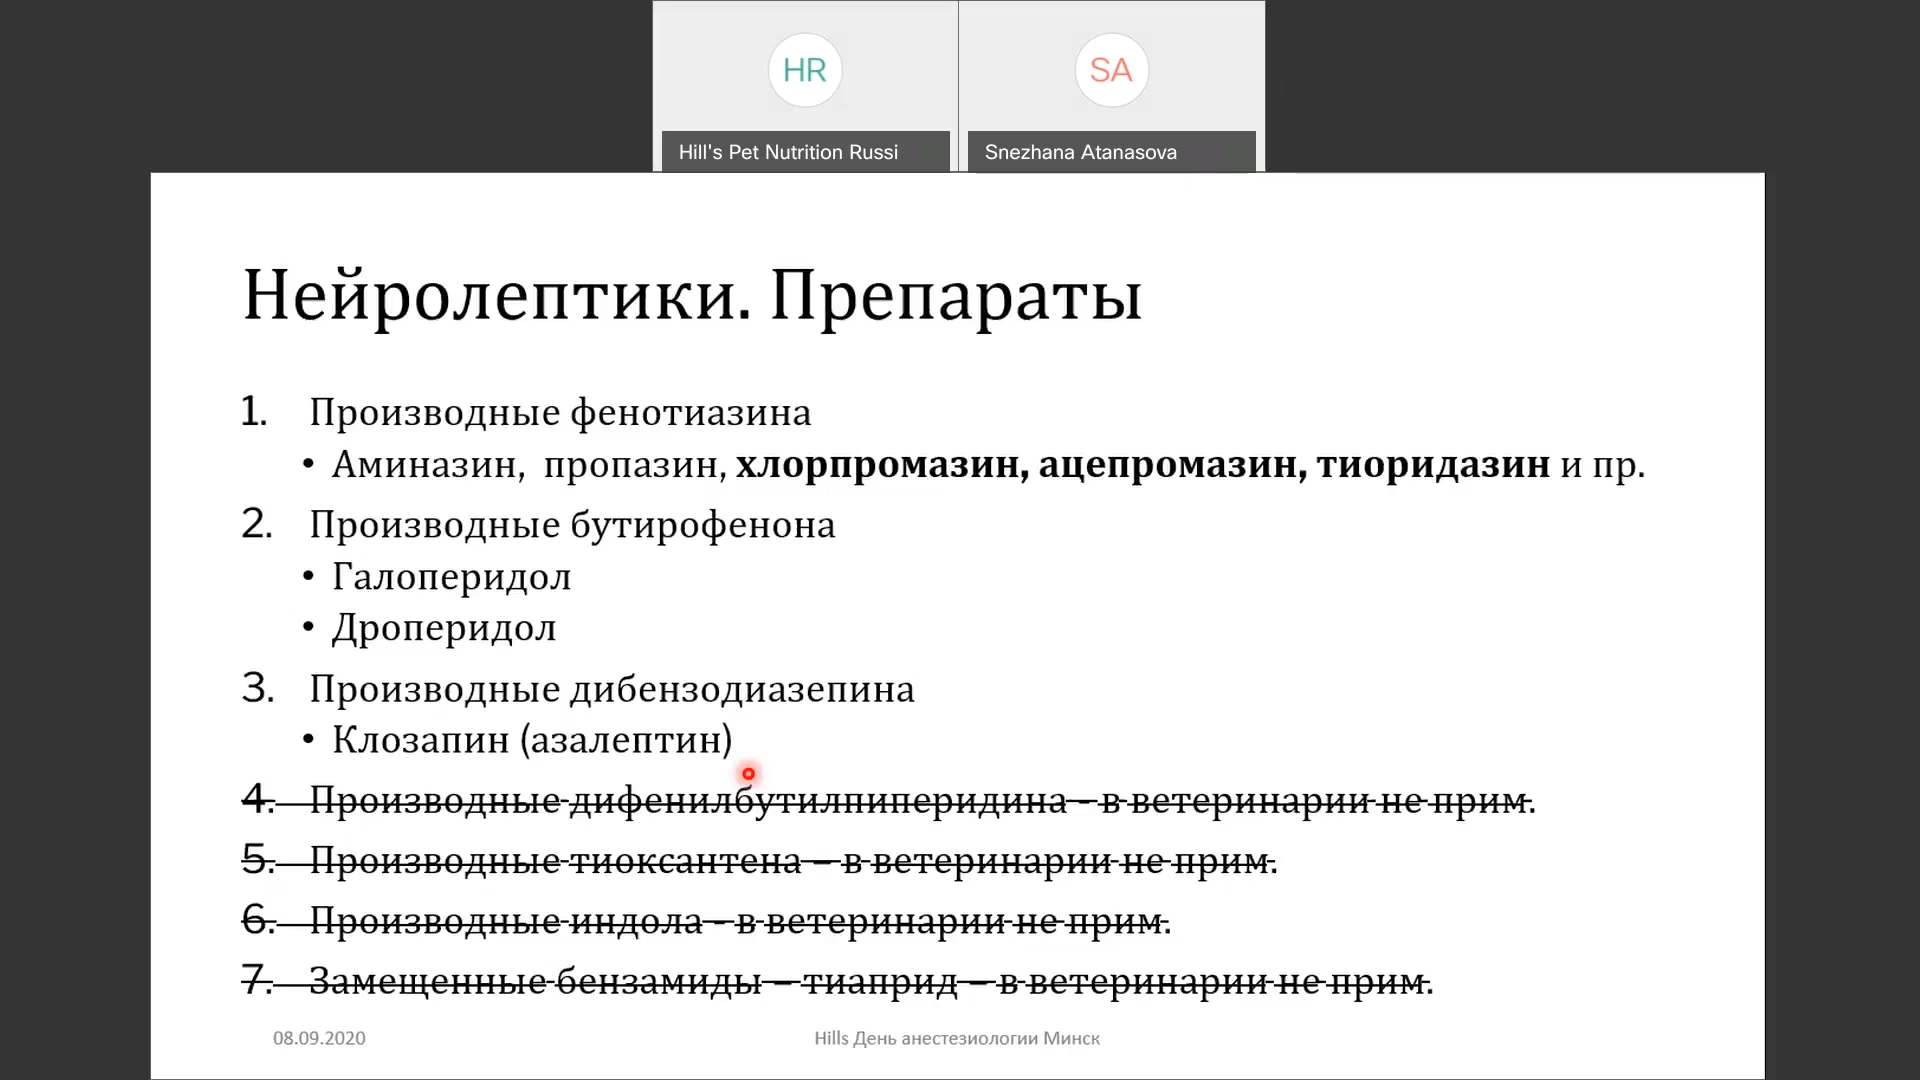 HR
SA
Hill's Pet Nutrition Russi
Snezhana Atanasova
Нейролептики. Препараты
1. Производные фенотиазина
• Аминазин, пропазин, хлорпромазин, ацепромазин, тиоридазин и пр.
2. Производные бутирофенона
• Галоперидол
• Дроперидол
3. Производные дибензодиазепина
• Клозапин (азалептин)
4. Производные дифенилбутилпиперидина - в ветеринарии не прим.
5. Производные тиоксантена – в ветеринарии не прим.
6. Производные индола - в ветеринарии не прим.
7. Замещенные бензамиды – тиаприд – в ветеринарии не прим.
08.09.2020
Hills День анестезиологии Минск